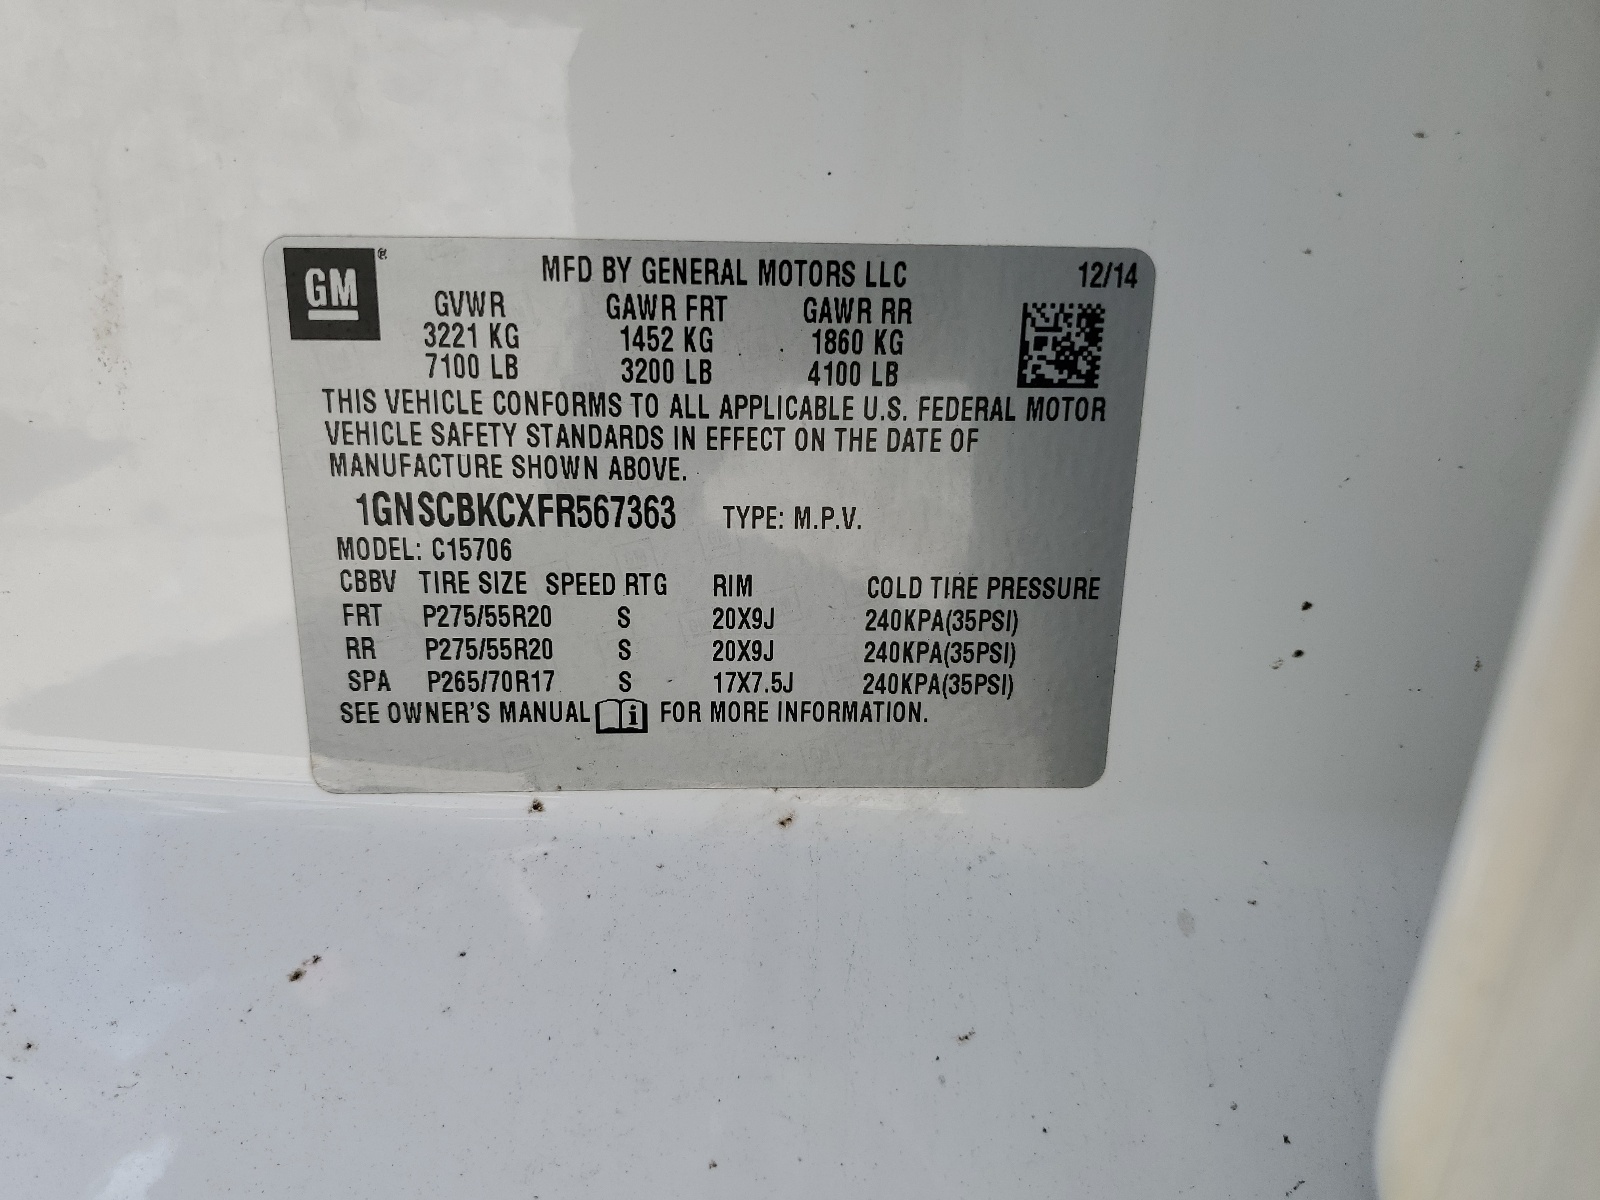 GM ®
MFD BY GENERAL MOTORS LLC 12/14
GVWR GAWR FRT GAWR RR
3221 KG 1452 KG 1860 KG
7100 LB 3200 LB 4100 LB
THIS VEHICLE CONFORMS TO ALL APPLICABLE U.S. FEDERAL MOTOR
VEHICLE SAFETY STANDARDS IN EFFECT ON THE DATE OF
MANUFACTURE SHOWN ABOVE.
1GNSCBKCXFR567363 TYPE: M.P.V.
MODEL: C15706
CBBV TIRE SIZE SPEED RTG RIM COLD TIRE PRESSURE
FRT P275/55R20 S 20X9J 240KPA(35PSI)
RR P275/55R20 S 20X9J 240KPA(35PSI)
SPA P265/70R17 S 17X7.5J 240KPA(35PSI)
SEE OWNER'S MANUAL i FOR MORE INFORMATION.